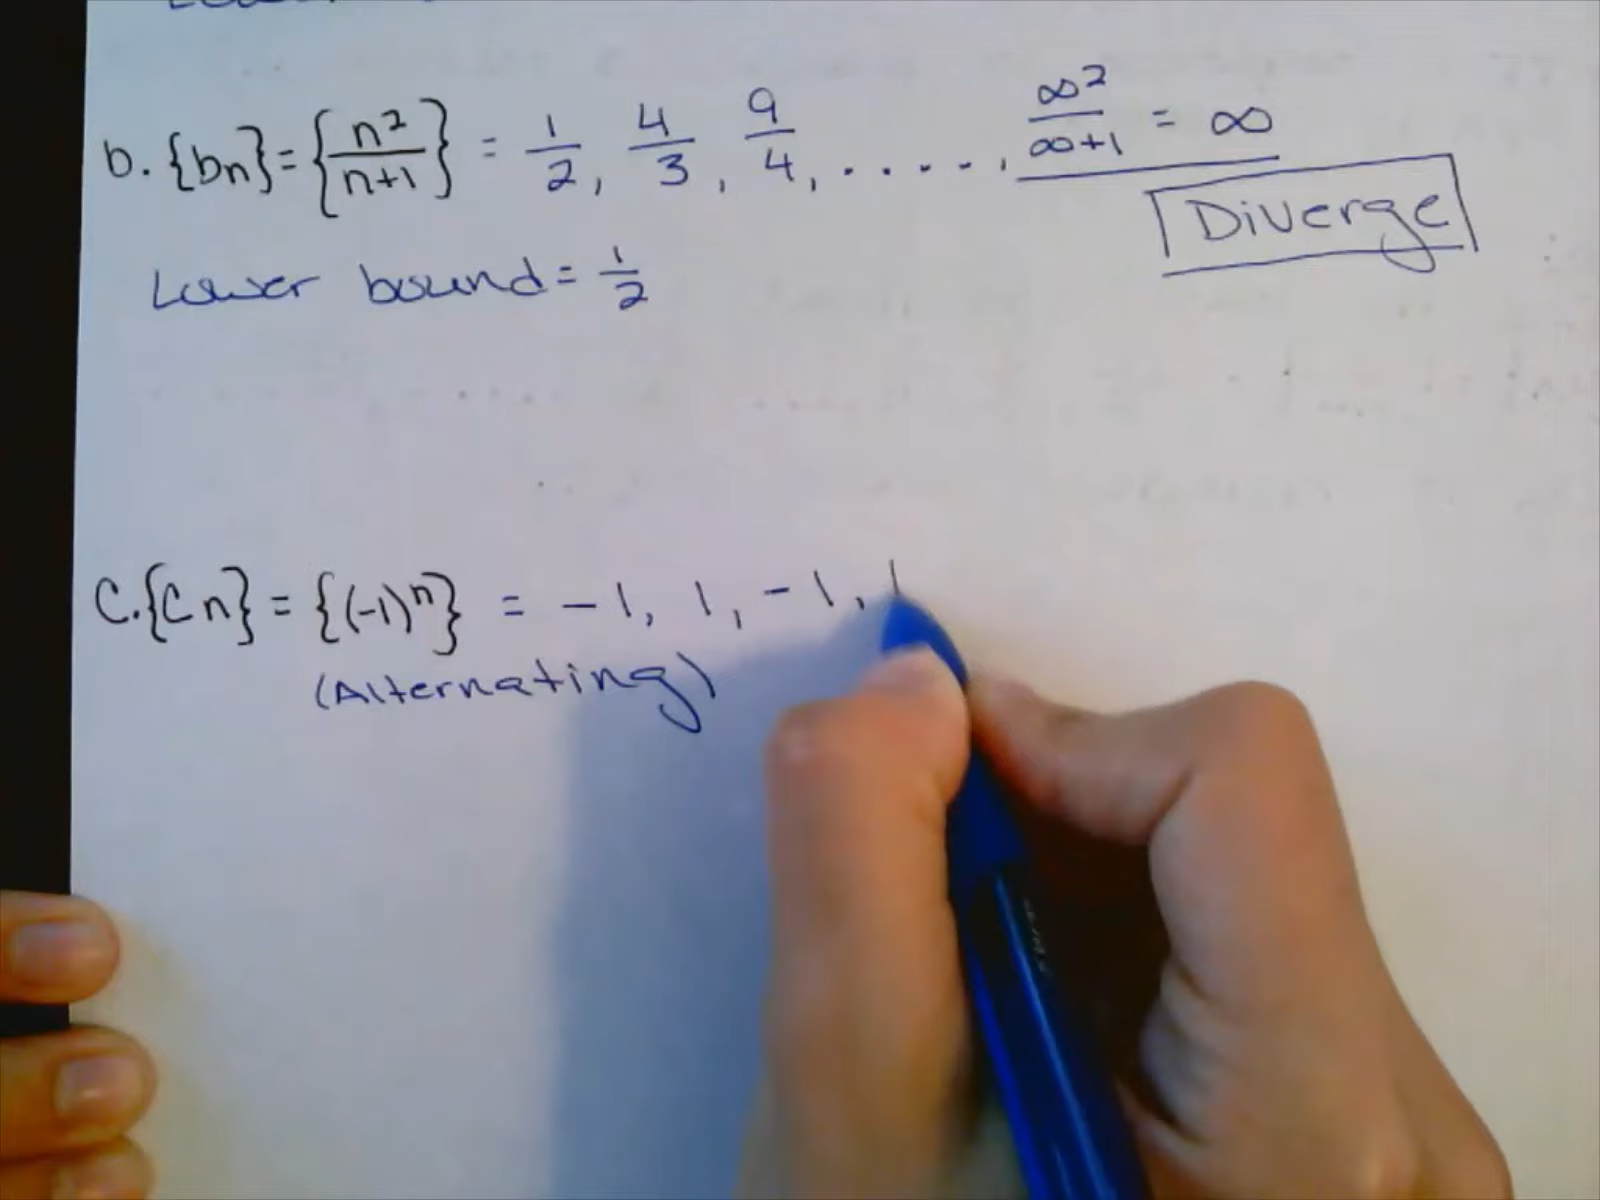 b. {bn} = {n²/(n+1)} = 1/2, 4/3, 9/4, ....., ∞²/(∞+1) = ∞
Diverge
Lower bound = 1/2
C. {Cn} = {(-1)ⁿ} = -1, 1, -1, 1
(Alternating)